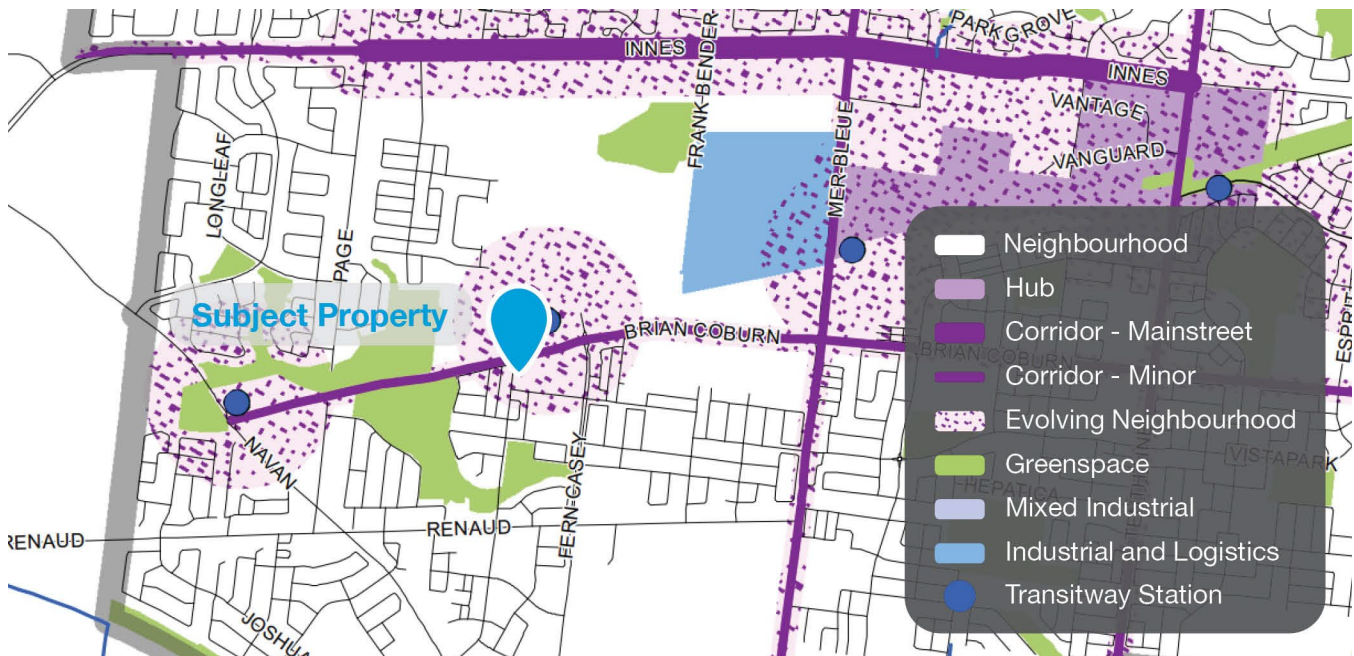 PARKGROVE
INNES
INNES
FRANK-BENDER
VANTAGE
VANGUARD
MER-BLEUE
LONGLEAF
PAGE
Subject Property
BRIAN COBURN
BRIAN COBURN
ESPRIT
NAVAN
FERN-CASEY
RENAUD
RENAUD
VISTAPARK
HEPATICA
Neighbourhood
Hub
Corridor - Mainstreet
Corridor - Minor
Evolving Neighbourhood
Greenspace
Mixed Industrial
Industrial and Logistics
Transitway Station